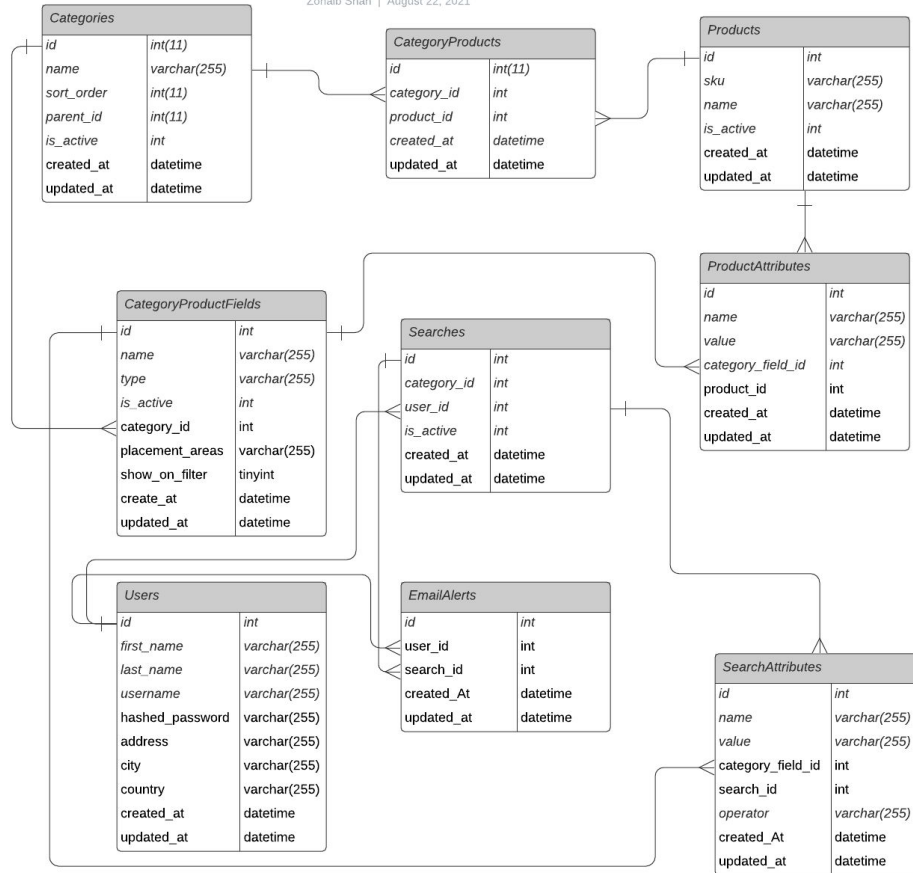 Zohaib Shah | August 22, 2021
Categories
id int(11)
name varchar(255)
sort_order int(11)
parent_id int(11)
is_active int
created_at datetime
updated_at datetime
CategoryProducts
id int(11)
category_id int
product_id int
created_at datetime
updated_at datetime
Products
id int
sku varchar(255)
name varchar(255)
is_active int
created_at datetime
updated_at datetime
CategoryProductFields
id int
name varchar(255)
type varchar(255)
is_active int
category_id int
placement_areas varchar(255)
show_on_filter tinyint
create_at datetime
updated_at datetime
Searches
id int
category_id int
user_id int
is_active int
created_at datetime
updated_at datetime
ProductAttributes
id int
name varchar(255)
value varchar(255)
category_field_id int
product_id int
created_at datetime
updated_at datetime
Users
id int
first_name varchar(255)
last_name varchar(255)
username varchar(255)
hashed_password varchar(255)
address varchar(255)
city varchar(255)
country varchar(255)
created_at datetime
updated_at datetime
EmailAlerts
id int
user_id int
search_id int
created_At datetime
updated_at datetime
SearchAttributes
id int
name varchar(255)
value varchar(255)
category_field_id int
search_id int
operator varchar(255)
created_At datetime
updated_at datetime